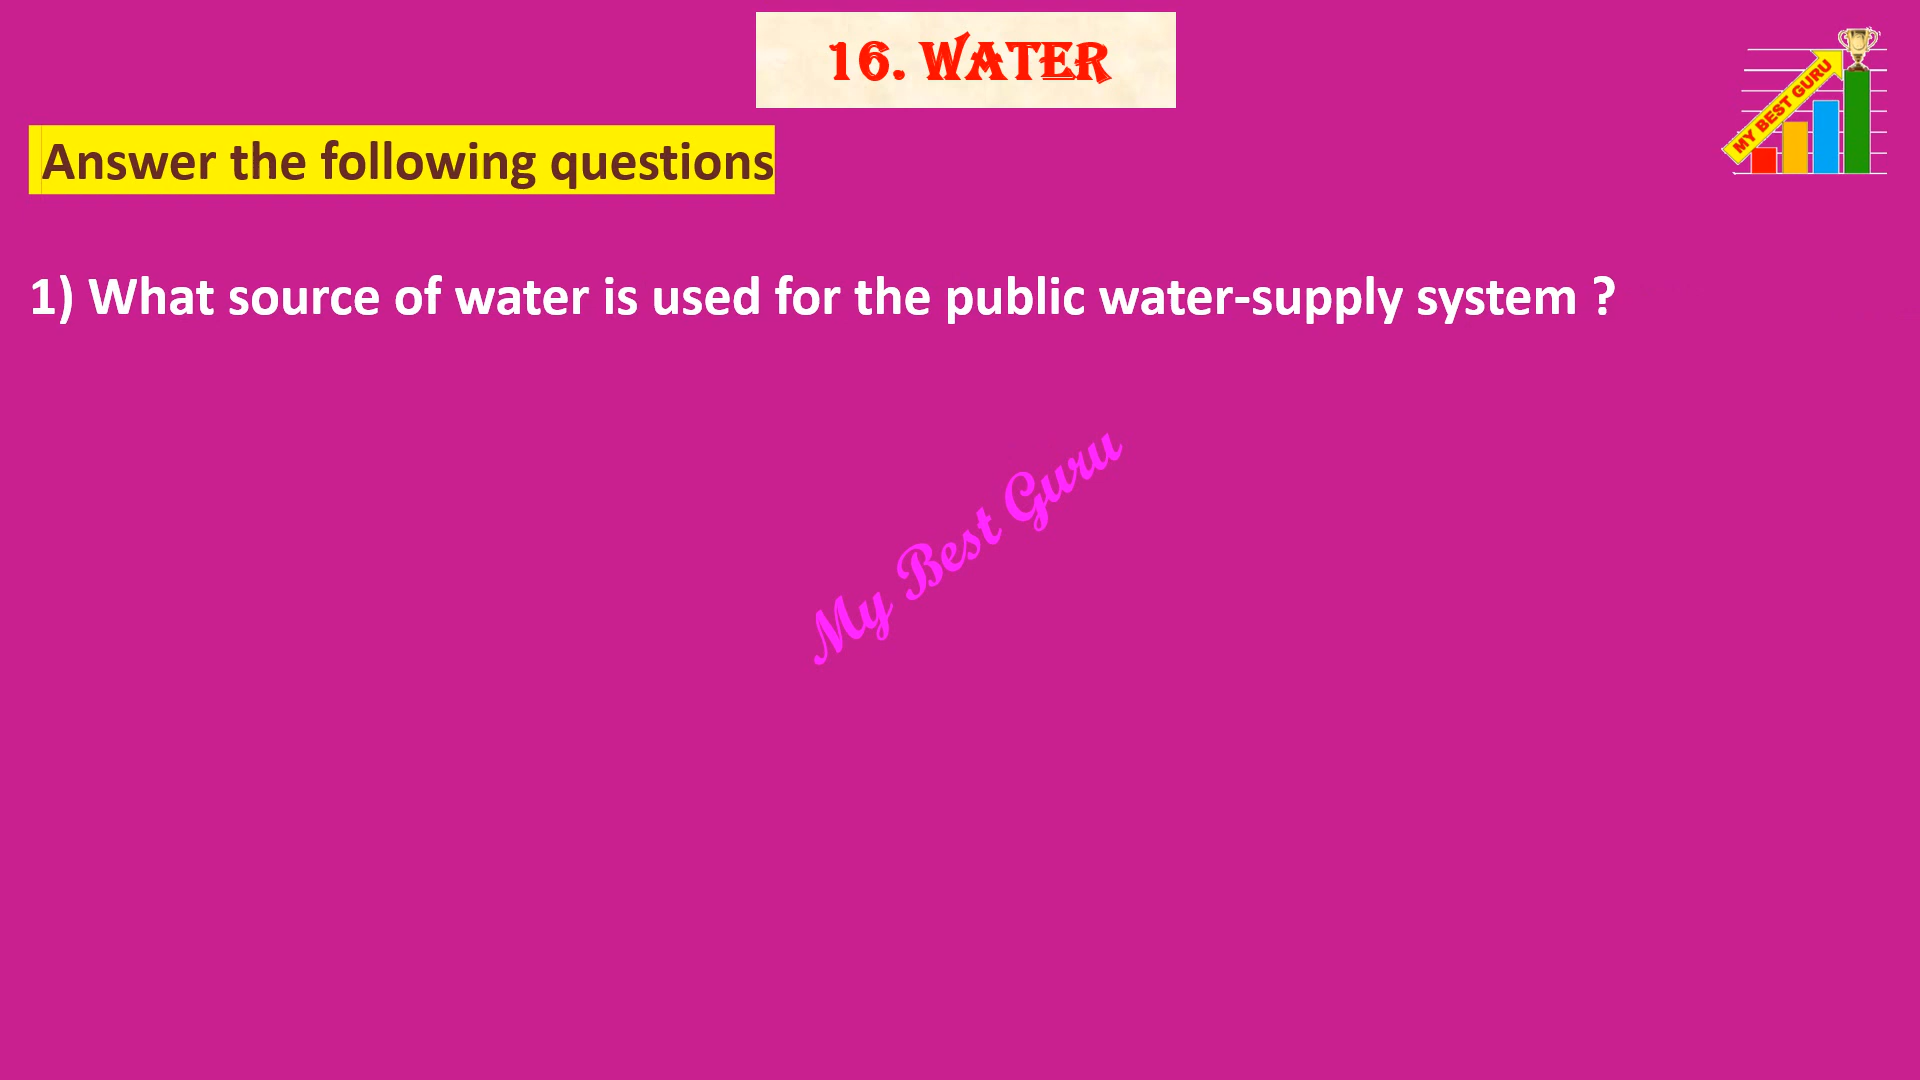 16. WATER
MY BEST GURU
Answer the following questions
1) What source of water is used for the public water-supply system ?
My Best Guru